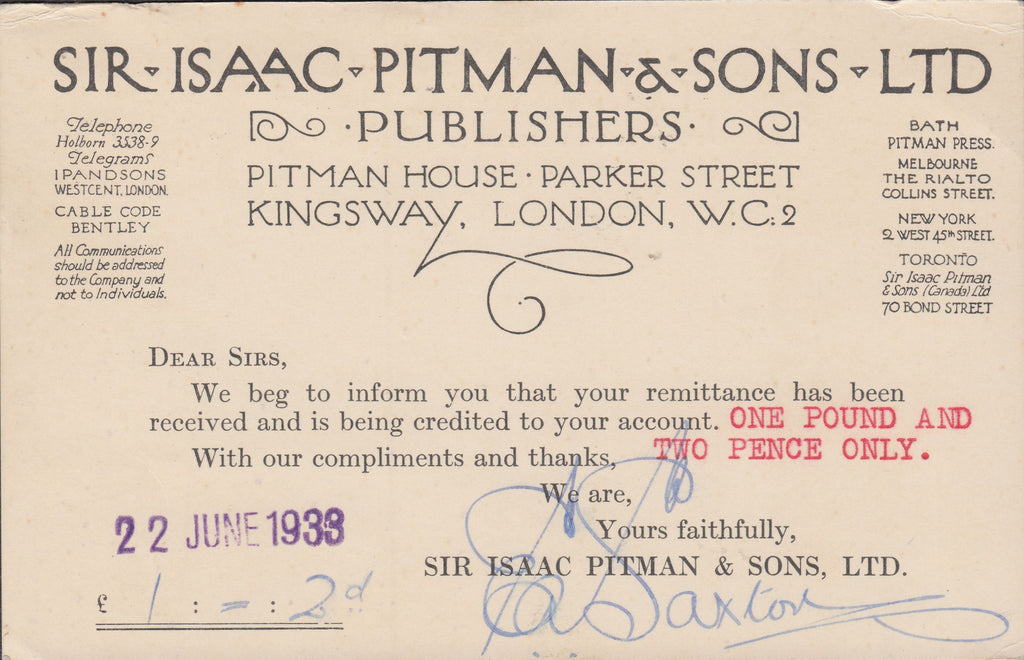 SIR ISAAC PITMAN & SONS LTD
PUBLISHERS
PITMAN HOUSE · PARKER STREET
KINGSWAY, LONDON, W.C.2
Telephone
Holborn 3538-9
Telegrams
IPANDSONS
WESTCENT, LONDON.
CABLE CODE
BENTLEY
All Communications
should be addressed
to the Company and
not to Individuals.
BATH
PITMAN PRESS.
MELBOURNE
THE RIALTO
COLLINS STREET.
NEW YORK
2 WEST 45th STREET.
TORONTO
Sir Isaac Pitman
& Sons (Canada) Ltd
70 BOND STREET
DEAR SIRS,
We beg to inform you that your remittance has been
received and is being credited to your account. ONE POUND AND
TWO PENCE ONLY.
With our compliments and thanks,
We are,
Yours faithfully,
22 JUNE 1933
SIR ISAAC PITMAN & SONS, LTD.
£ 1 : = : 2d
Saxton